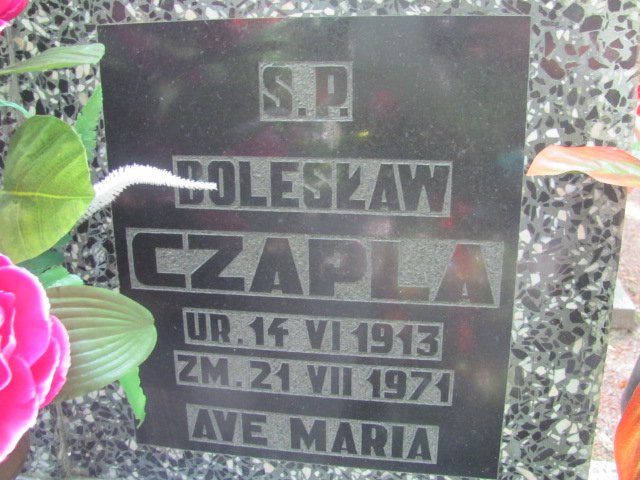 S.P.
BOLESŁAW
CZAPLA
UR. 14 VI 1913
ZM. 21 VII 1971
AVE MARIA